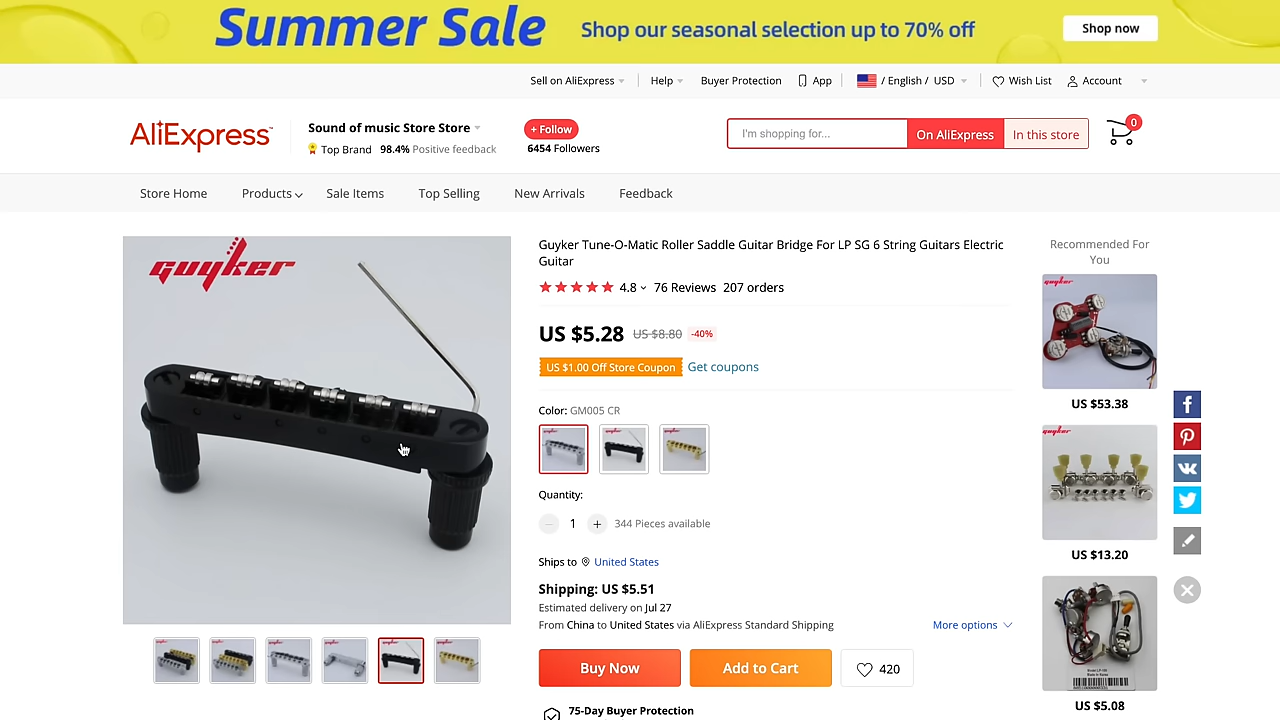 Summer Sale
Shop our seasonal selection up to 70% off
Shop now
Sell on AliExpress
Help
Buyer Protection
App
/ English / USD
Wish List
Account
AliExpress™
Sound of music Store Store
Top Brand 98.4% Positive feedback
+ Follow
6454 Followers
I'm shopping for...
On AliExpress
In this store
0
Store Home
Products
Sale Items
Top Selling
New Arrivals
Feedback
guyker
Guyker Tune-O-Matic Roller Saddle Guitar Bridge For LP SG 6 String Guitars Electric
Guitar
4.8 76 Reviews 207 orders
US $5.28 US $8.80 -40%
US $1.00 Off Store Coupon Get coupons
Color: GM005 CR
Quantity:
1 + 344 Pieces available
Ships to United States
Shipping: US $5.51
Estimated delivery on Jul 27
From China to United States via AliExpress Standard Shipping
More options
Buy Now
Add to Cart
420
75-Day Buyer Protection
Recommended For
You
guyker
US $53.38
guyker
US $13.20
US $5.08